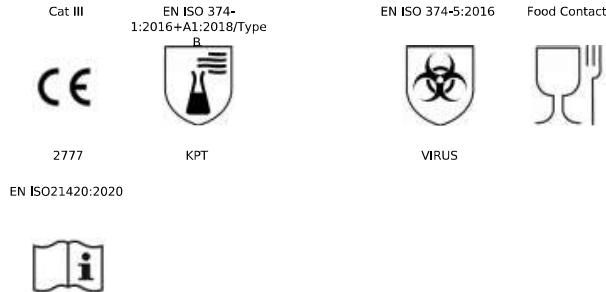 Cat III
EN ISO 374-
1:2016+A1:2018/Type
B
EN ISO 374-5:2016
Food Contact
CE
2777
KPT
VIRUS
EN ISO21420:2020
i